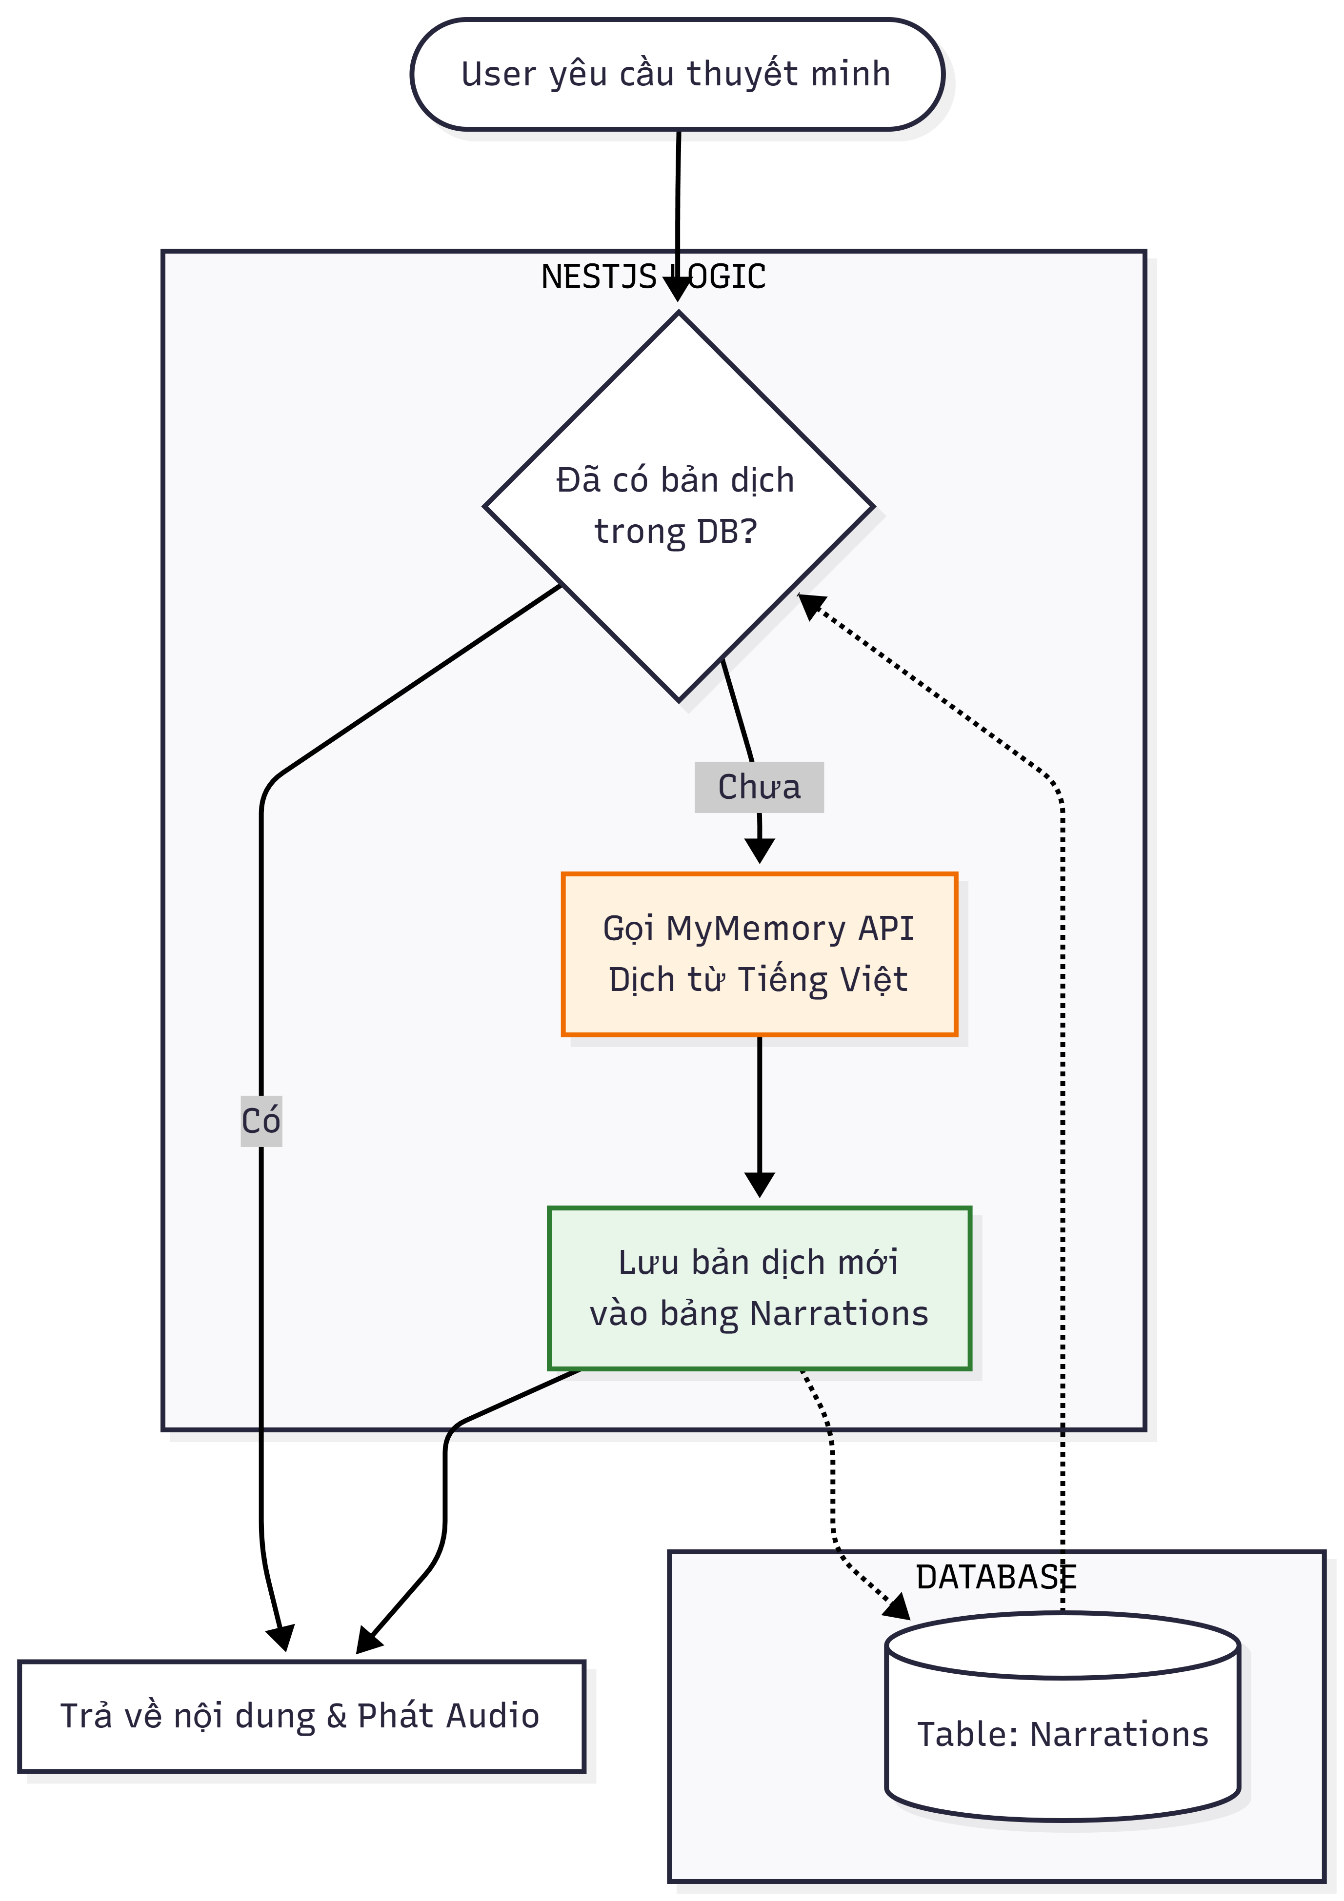 User yêu cầu thuyết minh
NESTJS LOGIC
Đã có bản dịch
trong DB?
Chưa
Gọi MyMemory API
Dịch từ Tiếng Việt
Có
Lưu bản dịch mới
vào bảng Narrations
DATABASE
Trả về nội dung & Phát Audio
Table: Narrations